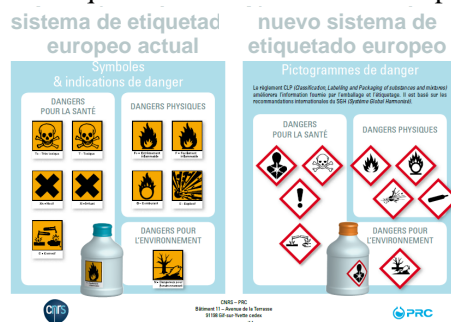 sistema de etiquetad
europeo actual
Symboles
& indications de danger
DANGERS
POUR LA SANTÉ
DANGERS PHYSIQUES
DANGERS POUR
L'ENVIRONNEMENT
cnrs
nuevo sistema de
etiquetado europeo
Pictogrammes de danger
Le règlement CLP (Classification, Labelling and Packaging of substances and mixtures)
améliorera l'information fournie par l'emballage et l'étiquetage. Il est basé sur les
recommandations internationales du SGH (Système Global Harmonisé).
DANGERS
POUR LA SANTÉ
DANGERS PHYSIQUES
DANGERS POUR
L'ENVIRONNEMENT
CNRS – PRC
Bâtiment 11 – Avenue de la Terrasse
91198 Gif-sur-Yvette cedex
PRC